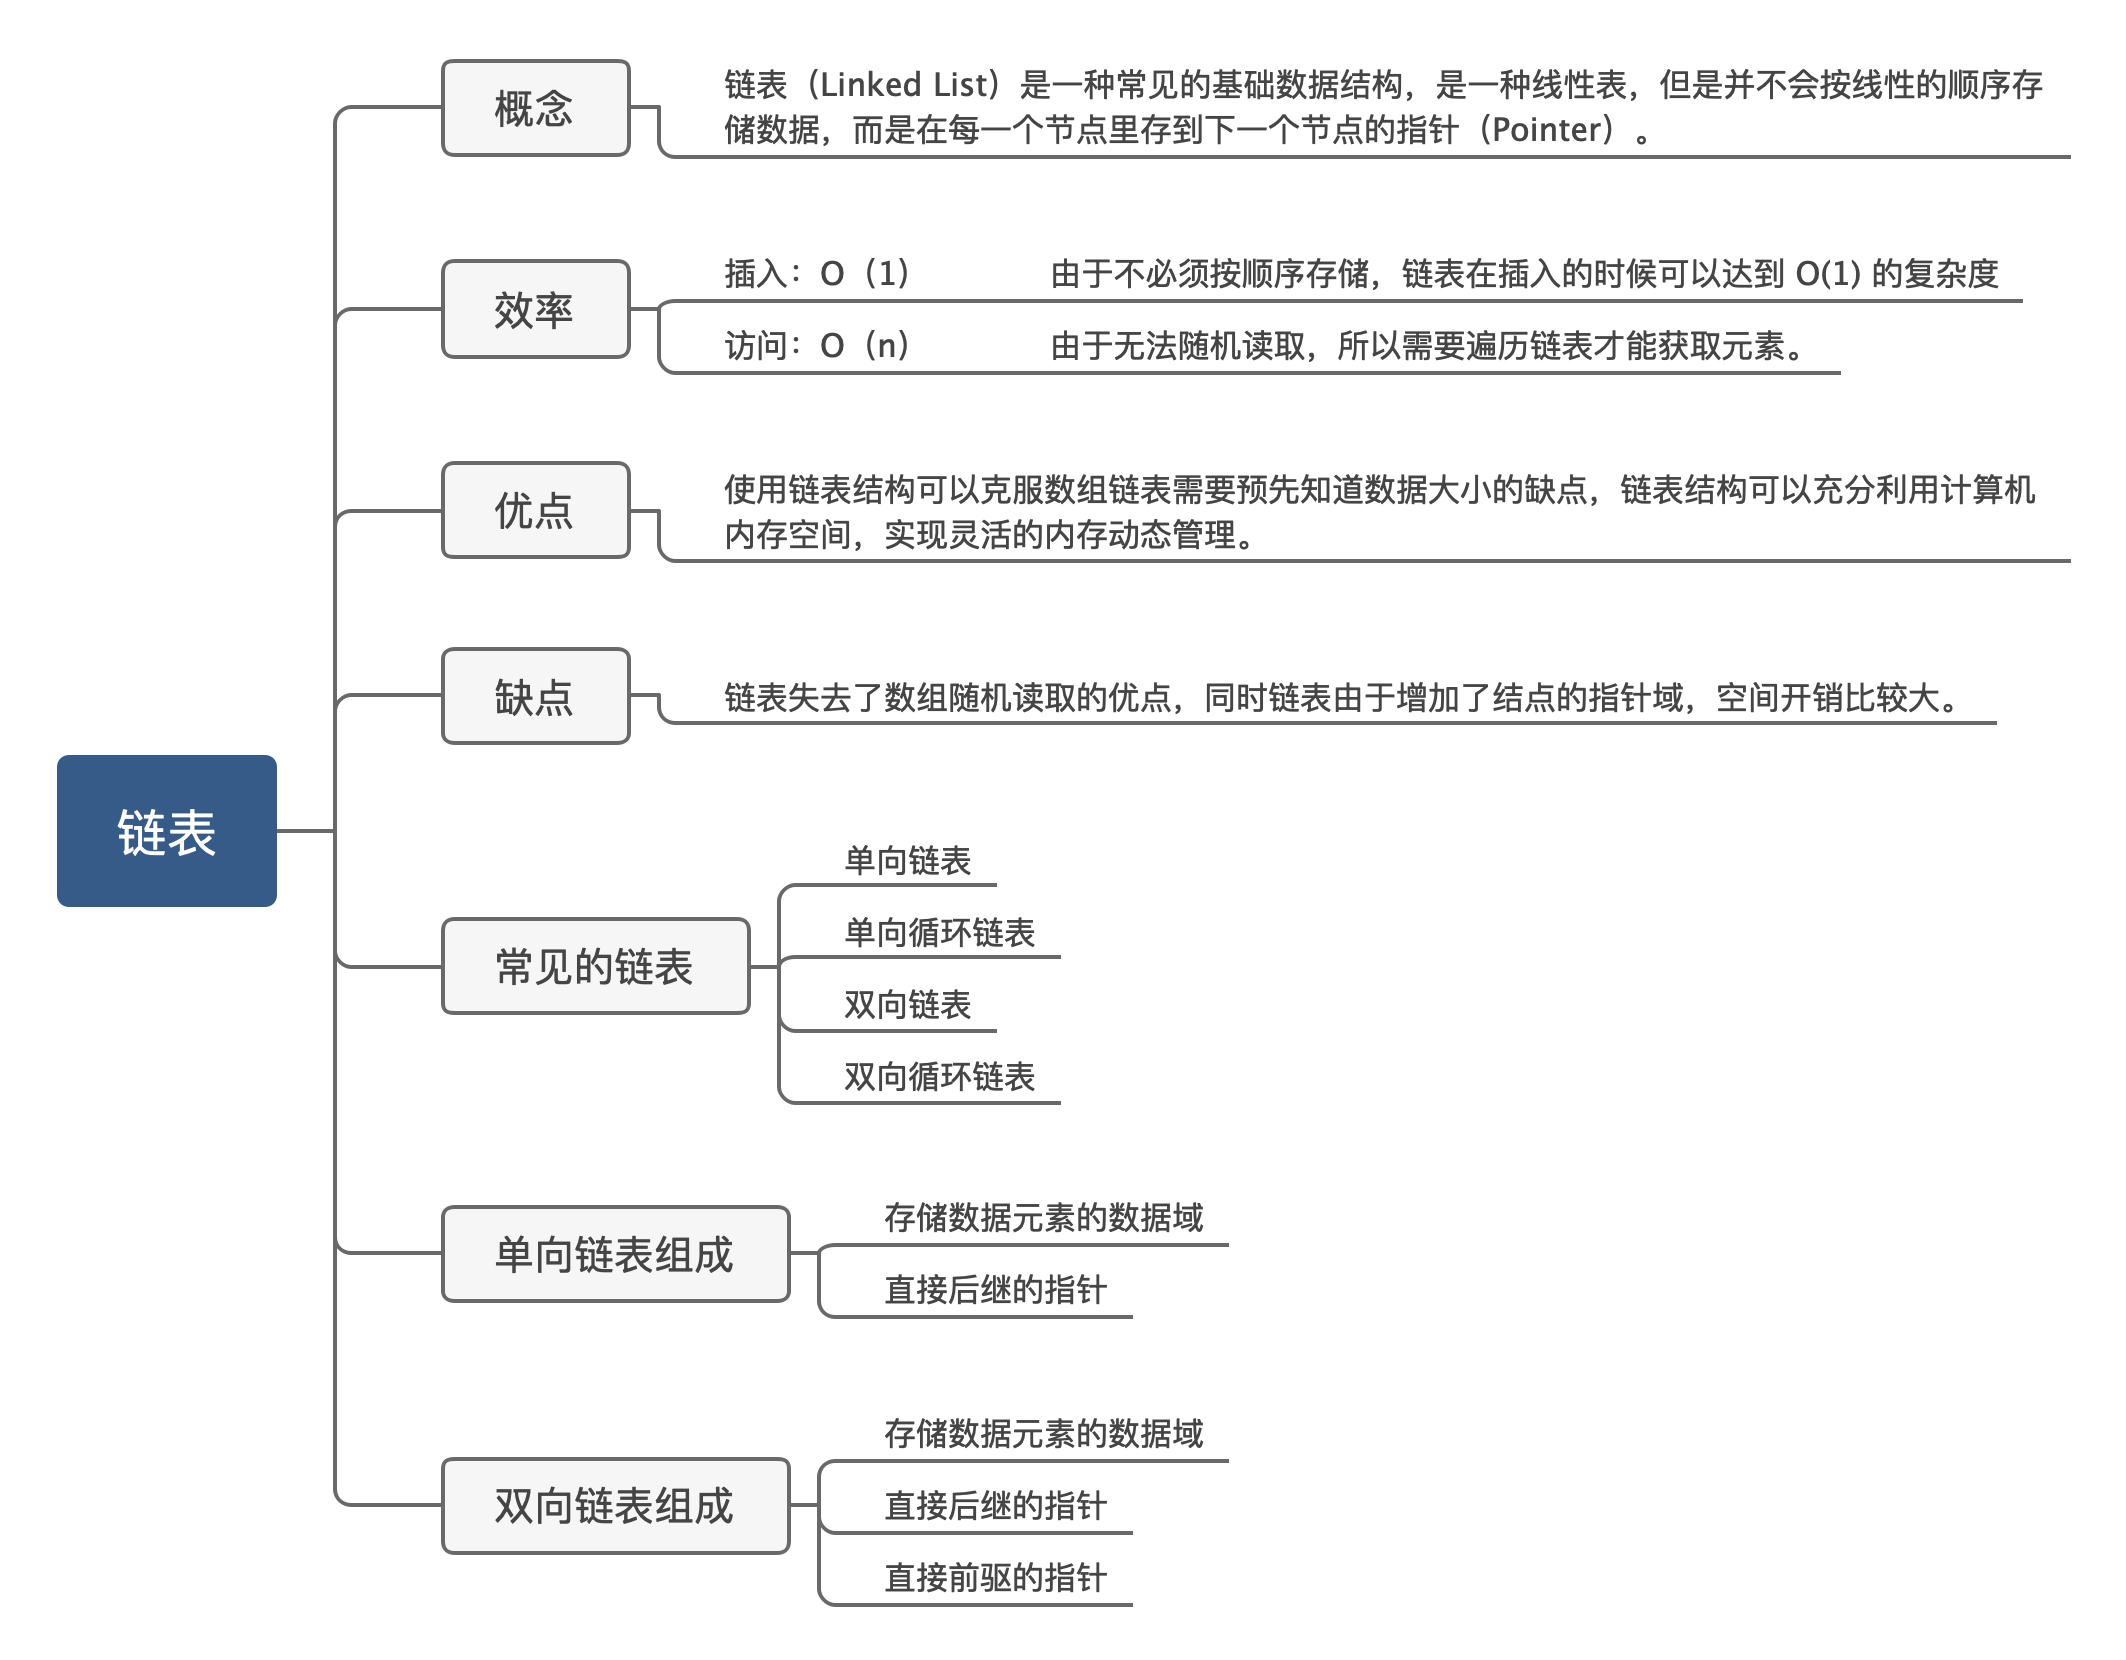 链表
概念
链表（Linked List）是一种常见的基础数据结构，是一种线性表，但是并不会按线性的顺序存
储数据，而是在每一个节点里存到下一个节点的指针（Pointer）。
效率
插入：O（1） 由于不必须按顺序存储，链表在插入的时候可以达到 O(1) 的复杂度
访问：O（n） 由于无法随机读取，所以需要遍历链表才能获取元素。
优点
使用链表结构可以克服数组链表需要预先知道数据大小的缺点，链表结构可以充分利用计算机
内存空间，实现灵活的内存动态管理。
缺点
链表失去了数组随机读取的优点，同时链表由于增加了结点的指针域，空间开销比较大。
常见的链表
单向链表
单向循环链表
双向链表
双向循环链表
单向链表组成
存储数据元素的数据域
直接后继的指针
双向链表组成
存储数据元素的数据域
直接后继的指针
直接前驱的指针